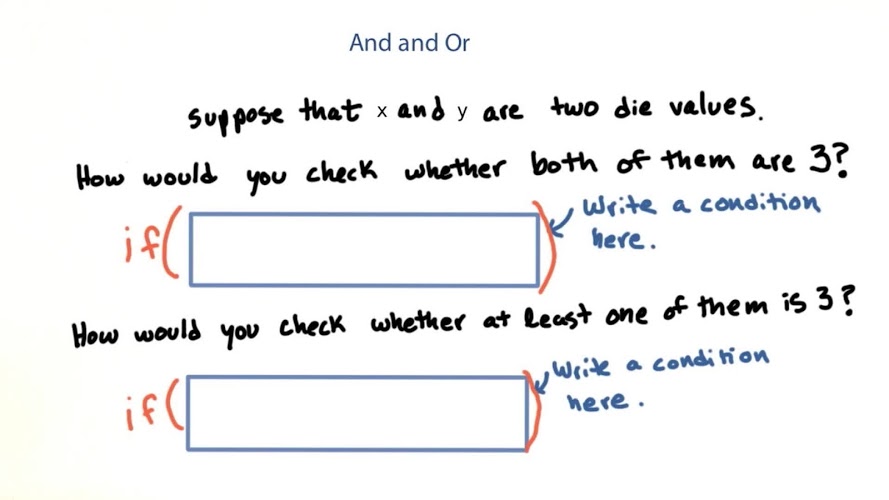 And and Or
suppose that x and y are two die values.
How would you check whether both of them are 3?
if( ) Write a condition
here.
How would you check whether at least one of them is 3?
if( ) Write a condition
here.